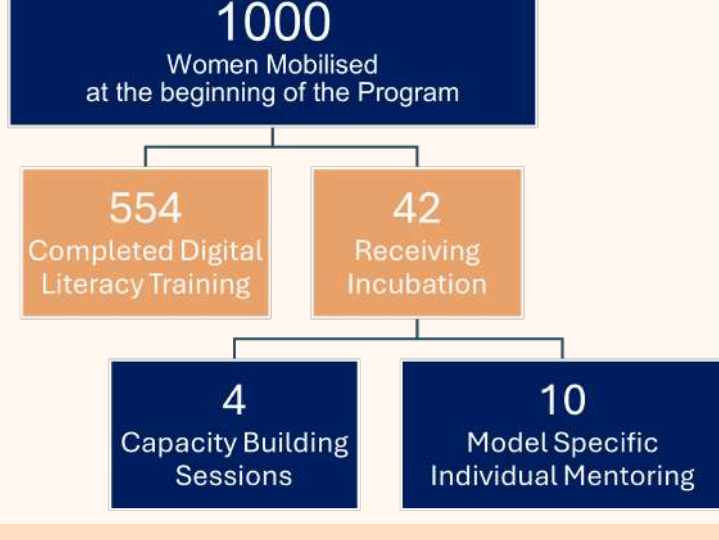 1000
Women Mobilised
at the beginning of the Program
554
Completed Digital
Literacy Training
42
Receiving
Incubation
4
Capacity Building
Sessions
10
Model Specific
Individual Mentoring